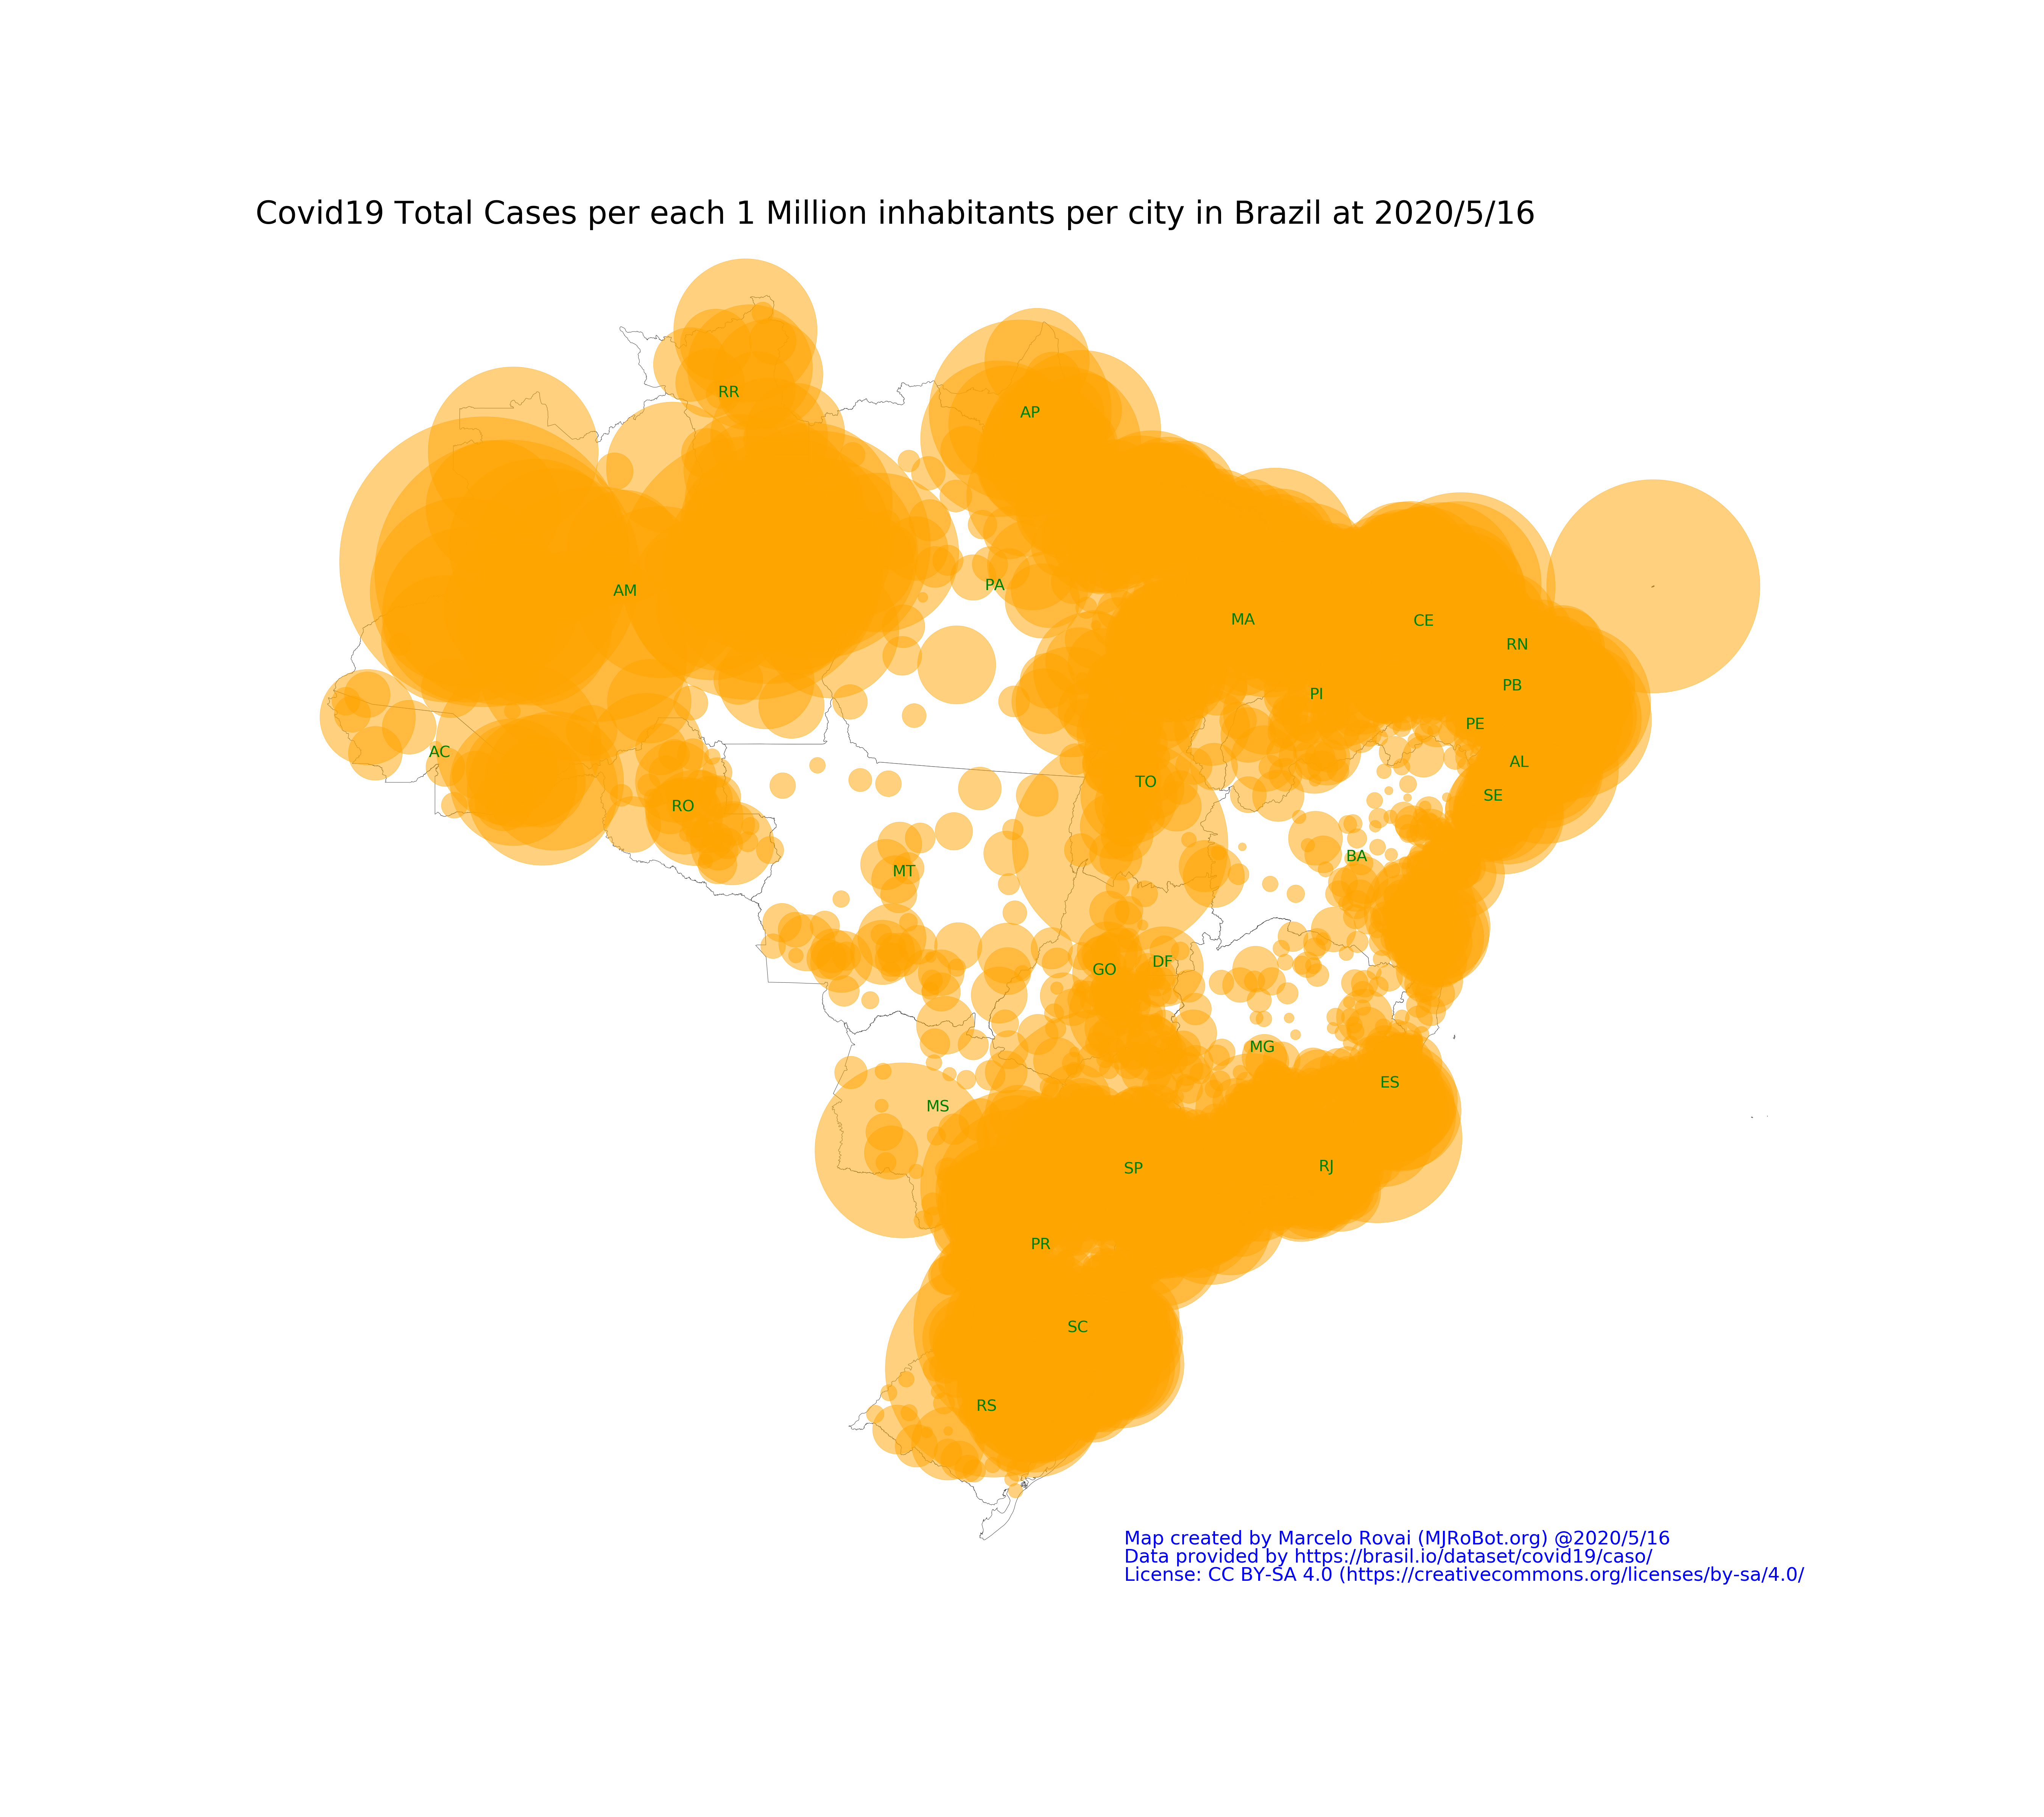 Covid19 Total Cases per each 1 Million inhabitants per city in Brazil at 2020/5/16
RR
AP
PA
AM
MA
CE
RN
PB
PI
PE
AC
AL
TO
SE
RO
BA
MT
DF
GO
MG
ES
MS
RJ
SP
PR
SC
RS
Map created by Marcelo Rovai (MJRoBot.org) @2020/5/16
Data provided by https://brasil.io/dataset/covid19/caso/
License: CC BY-SA 4.0 (https://creativecommons.org/licenses/by-sa/4.0/